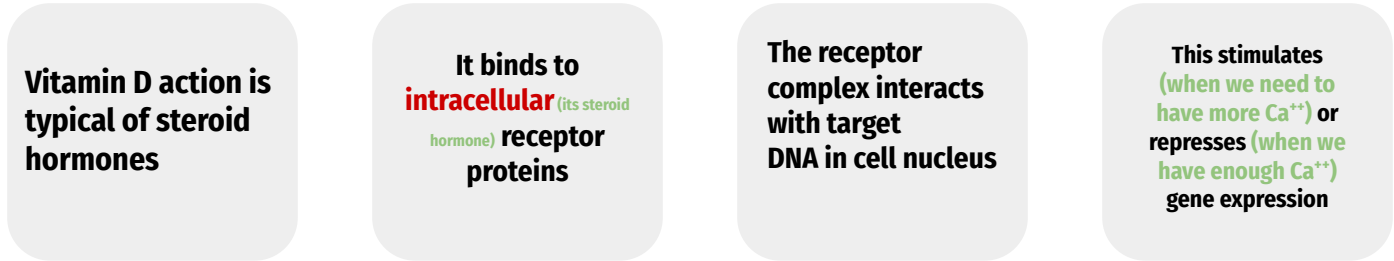 Vitamin D action is
typical of steroid
hormones
It binds to
intracellular (its steroid
hormone) receptor
proteins
The receptor
complex interacts
with target
DNA in cell nucleus
This stimulates
(when we need to
have more Ca⁺⁺) or
represses (when we
have enough Ca⁺⁺)
gene expression